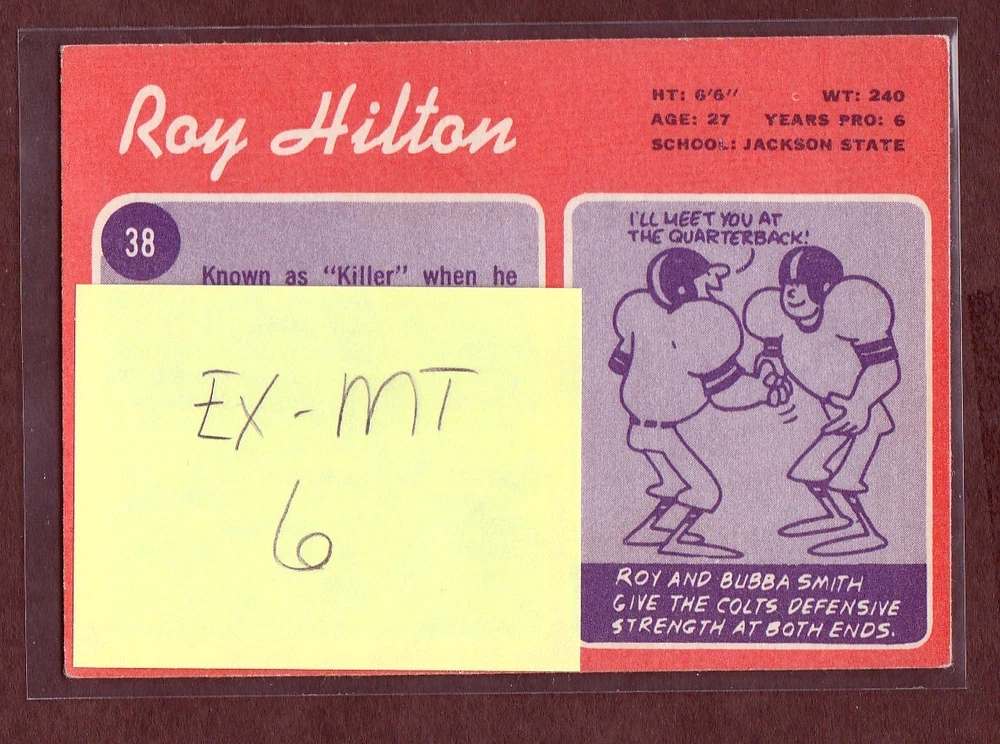 Roy Hilton
HT: 6'6" WT: 240
AGE: 27 YEARS PRO: 6
SCHOOL: JACKSON STATE
38
Known as "Killer" when he
EX-MT
6
I'LL MEET YOU AT
THE QUARTERBACK!
ROY AND BUBBA SMITH
GIVE THE COLTS DEFENSIVE
STRENGTH AT BOTH ENDS.